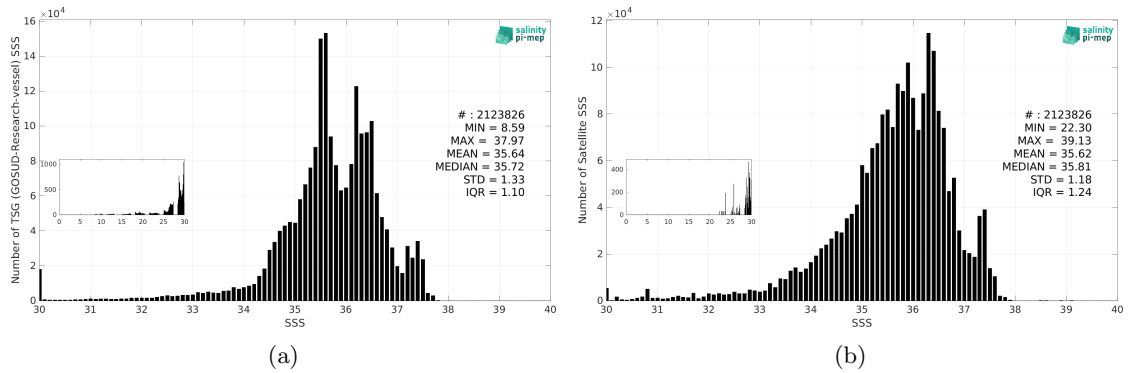 ×10⁴
16
14
12
10
8
6
4
2
0
Number of TSG (GOSUD-Research-vessel) SSS
salinity
pi-mep
# : 2123826
MIN = 8.59
MAX = 37.97
MEAN = 35.64
MEDIAN = 35.72
STD = 1.33
IQR = 1.10
1000
500
0
0 5 10 15 20 25 30
30 31 32 33 34 35 36 37 38 39 40
SSS
(a)
×10⁴
12
10
8
6
4
2
0
Number of Satellite SSS
salinity
pi-mep
# : 2123826
MIN = 22.30
MAX = 39.13
MEAN = 35.62
MEDIAN = 35.81
STD = 1.18
IQR = 1.24
400
200
0
0 5 10 15 20 25 30
30 31 32 33 34 35 36 37 38 39 40
SSS
(b)